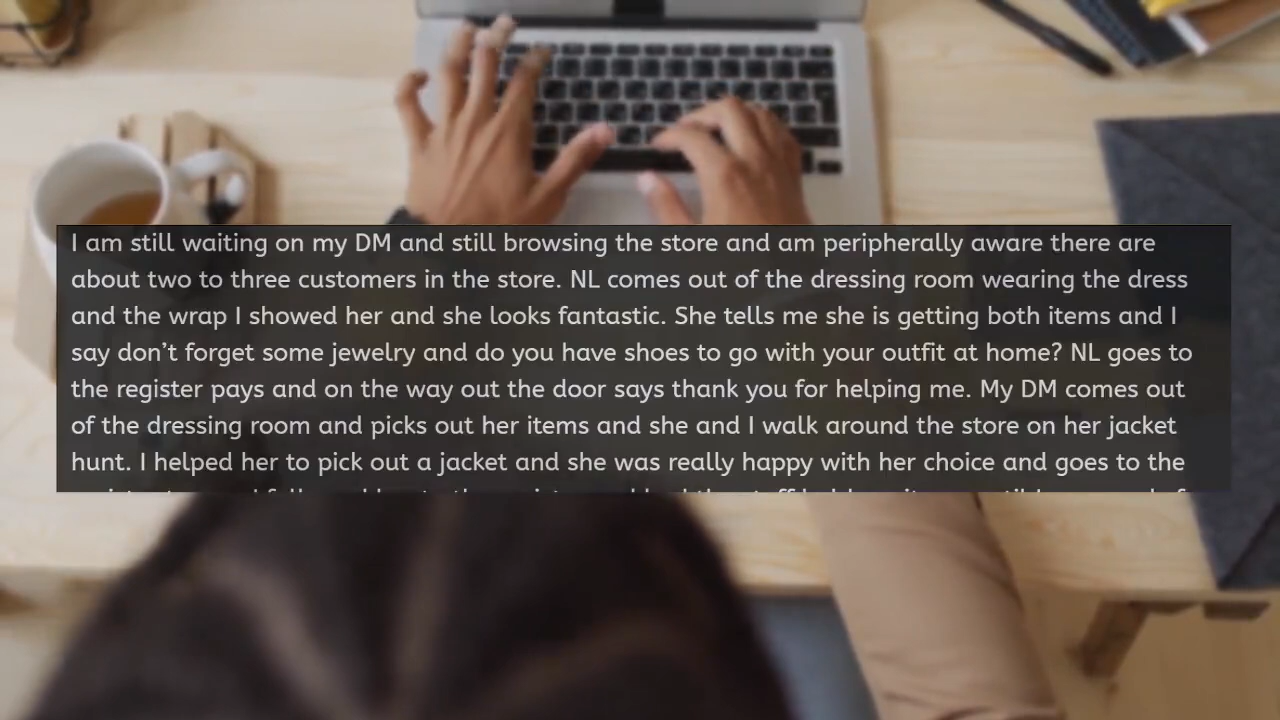 I am still waiting on my DM and still browsing the store and am peripherally aware there are
about two to three customers in the store. NL comes out of the dressing room wearing the dress
and the wrap I showed her and she looks fantastic. She tells me she is getting both items and I
say don’t forget some jewelry and do you have shoes to go with your outfit at home? NL goes to
the register pays and on the way out the door says thank you for helping me. My DM comes out
of the dressing room and picks out her items and she and I walk around the store on her jacket
hunt. I helped her to pick out a jacket and she was really happy with her choice and goes to the